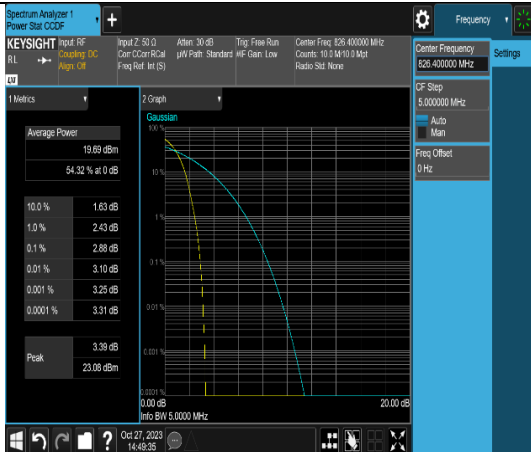 Spectrum Analyzer 1
Power Stat CCDF
Frequency
KEYSIGHT
RL
Input: RF
Coupling: DC
Align: Off
Input Z: 50 Ω
Corr CCorr RCal
Freq Ref: Int (S)
Atten: 30 dB
µW Path: Standard
Trig: Free Run
#IF Gain: Low
Center Freq: 826.400000 MHz
Counts: 10.0 M/10.0 Mpt
Radio Std: None
LXI
Center Frequency
826.400000 MHz
Settings
CF Step
5.000000 MHz
Auto
Man
Freq Offset
0 Hz
1 Metrics
Average Power
19.69 dBm
54.32 % at 0 dB
10.0 % 1.63 dB
1.0 % 2.43 dB
0.1 % 2.88 dB
0.01 % 3.10 dB
0.001 % 3.25 dB
0.0001 % 3.31 dB
Peak
3.39 dB
23.08 dBm
2 Graph
Gaussian
100 %
10 %
1 %
0.1 %
0.01 %
0.001 %
0.0001 %
0.00 dB
20.00 dB
Info BW 5.0000 MHz
Oct 27, 2023
14:49:35